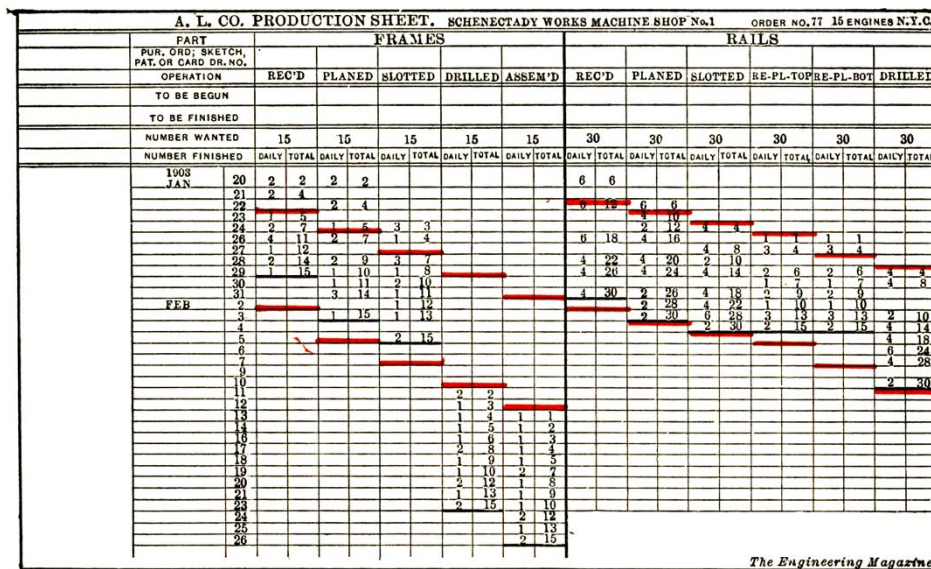 A. L. CO. PRODUCTION SHEET. SCHENECTADY WORKS MACHINE SHOP No.1 ORDER NO. 77 15 ENGINES N.Y.C.
PART FRAMES RAILS
PUR. ORD; SKETCH,
PAT. OR CARD DR. NO.
OPERATION REC'D PLANED SLOTTED DRILLED ASSEM'D REC'D PLANED SLOTTED RE-PL-TOP RE-PL-BOT DRILLED
TO BE BEGUN
TO BE FINISHED
NUMBER WANTED 15 15 15 15 15 30 30 30 30 30 30
NUMBER FINISHED DAILY TOTAL DAILY TOTAL DAILY TOTAL DAILY TOTAL DAILY TOTAL DAILY TOTAL DAILY TOTAL DAILY TOTAL DAILY TOTAL DAILY TOTAL DAILY TOTAL
1903
JAN 20 2 2 2 2 6 6
21 2 4
22 2 4 6 12 6 6
23 1 5 4 10
24 2 7 1 5 3 3 2 12 4 4
26 4 11 2 7 1 4 6 18 4 16 1 1 1 1
27 1 12 4 8 3 4 3 4
28 2 14 2 9 3 7 4 22 4 20 2 10
29 1 15 1 10 1 8 4 26 4 24 4 14 2 6 2 6 4 4
30 1 11 2 10 1 7 1 7 4 8
31 3 14 1 11 4 30 2 26 4 18 2 9 2 9
FEB 2 1 12 2 28 4 22 1 10 1 10
3 1 15 1 13 2 30 6 28 3 13 3 13 2 10
4 2 30 2 15 2 15 4 14
5 2 15 4 18
6 6 24
7 4 28
9
10 2 30
11 2 2
12 1 3
13 1 4 1 1
14 1 5 1 2
16 1 6 1 3
17 2 8 1 4
18 1 9 1 5
19 1 10 2 7
20 2 12 1 8
21 1 13 1 9
23 2 15 1 10
24 2 12
25 1 13
26 2 15
The Engineering Magazine